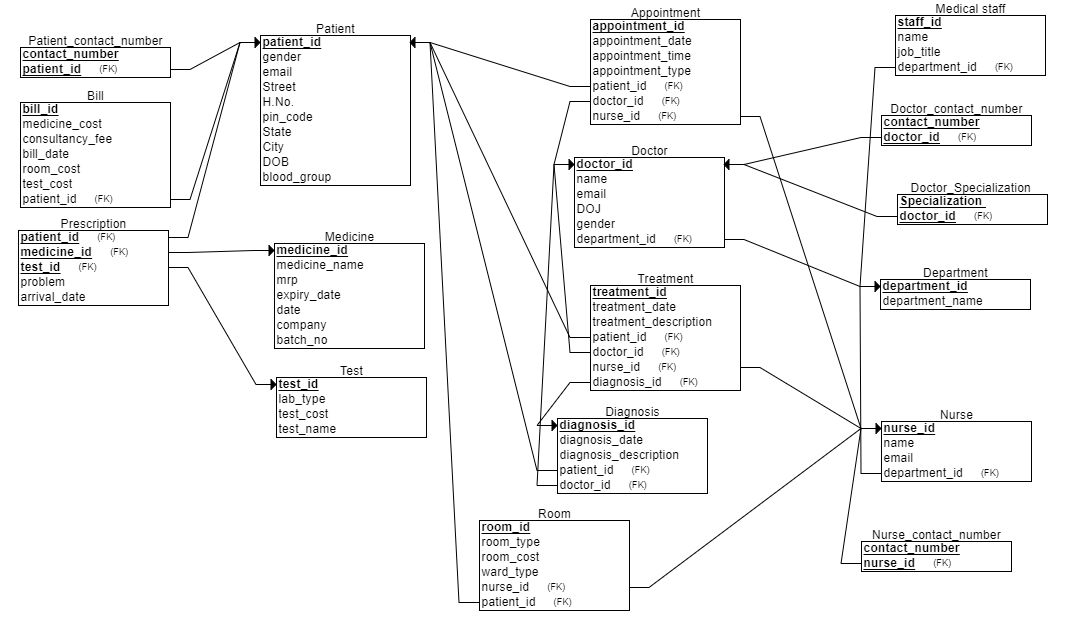 Patient_contact_number
contact_number
patient_id (FK)
Bill
bill_id
medicine_cost
consultancy_fee
bill_date
room_cost
test_cost
patient_id (FK)
Prescription
patient_id (FK)
medicine_id (FK)
test_id (FK)
problem
arrival_date
Patient
patient_id
gender
email
Street
H.No.
pin_code
State
City
DOB
blood_group
Medicine
medicine_id
medicine_name
mrp
expiry_date
date
company
batch_no
Test
test_id
lab_type
test_cost
test_name
Appointment
appointment_id
appointment_date
appointment_time
appointment_type
patient_id (FK)
doctor_id (FK)
nurse_id (FK)
Doctor
doctor_id
name
email
DOJ
gender
department_id (FK)
Treatment
treatment_id
treatment_date
treatment_description
patient_id (FK)
doctor_id (FK)
nurse_id (FK)
diagnosis_id (FK)
Diagnosis
diagnosis_id
diagnosis_date
diagnosis_description
patient_id (FK)
doctor_id (FK)
Room
room_id
room_type
room_cost
ward_type
nurse_id (FK)
patient_id (FK)
Medical staff
staff_id
name
job_title
department_id (FK)
Doctor_contact_number
contact_number
doctor_id (FK)
Doctor_Specialization
Specialization
doctor_id (FK)
Department
department_id
department_name
Nurse
nurse_id
name
email
department_id (FK)
Nurse_contact_number
contact_number
nurse_id (FK)